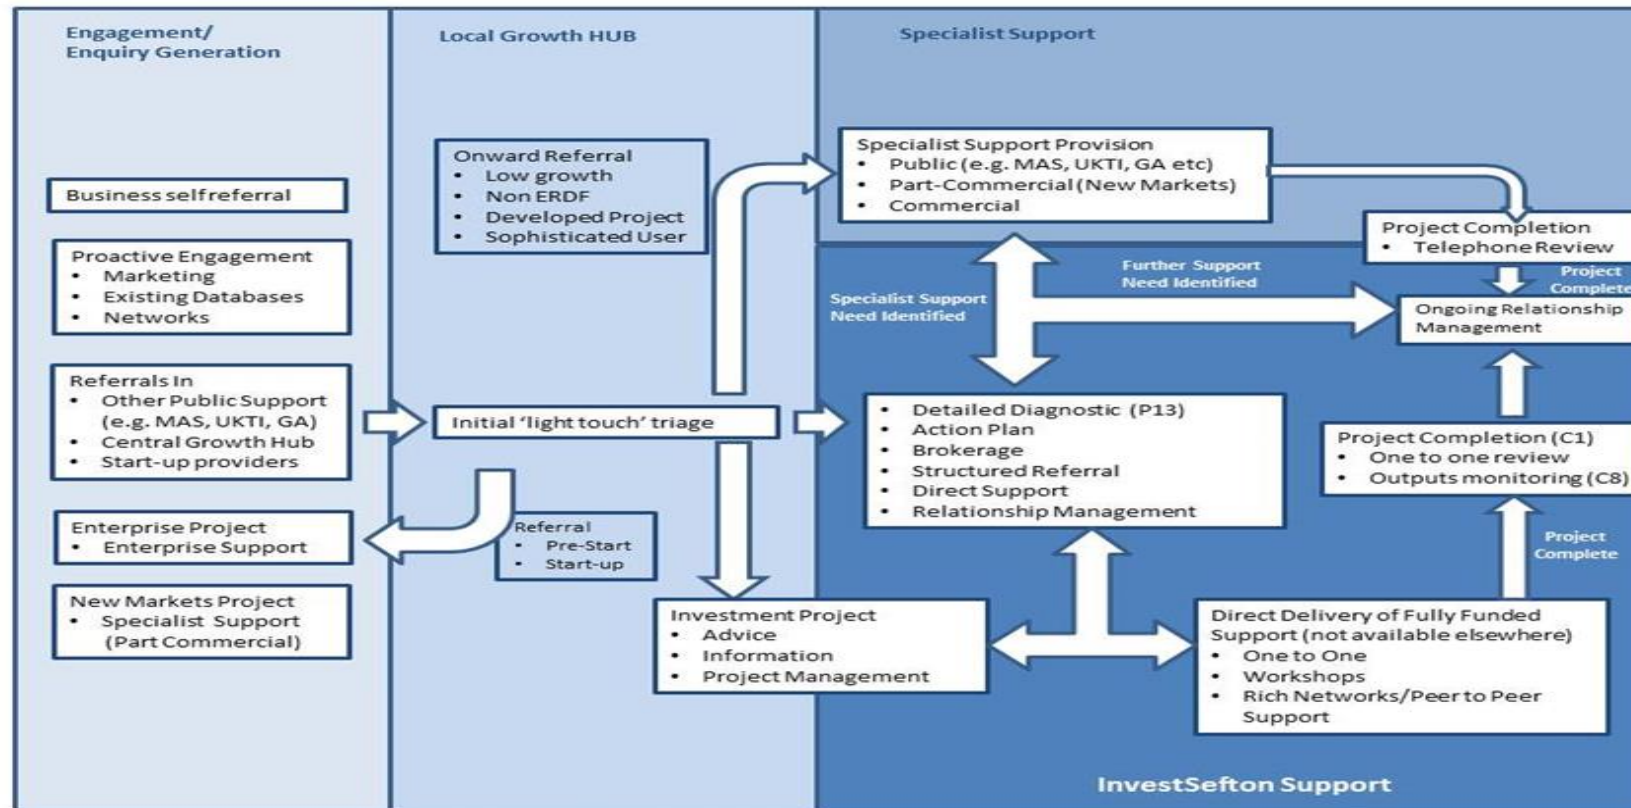 Engagement/
Enquiry Generation
Local Growth HUB
Specialist Support
Business selfreferral
Proactive Engagement
• Marketing
• Existing Databases
• Networks
Referrals In
• Other Public Support
(e.g. MAS, UKTI, GA)
• Central Growth Hub
• Start-up providers
Enterprise Project
• Enterprise Support
New Markets Project
• Specialist Support
(Part Commercial)
Onward Referral
• Low growth
• Non ERDF
• Developed Project
• Sophisticated User
Initial ‘light touch’ triage
Referral
• Pre-Start
• Start-up
Investment Project
• Advice
• Information
• Project Management
Specialist Support Provision
• Public (e.g. MAS, UKTI, GA etc)
• Part-Commercial (New Markets)
• Commercial
Project Completion
• Telephone Review
Project
Complete
Further Support
Need Identified
Specialist Support
Need Identified
Ongoing Relationship
Management
• Detailed Diagnostic (P13)
• Action Plan
• Brokerage
• Structured Referral
• Direct Support
• Relationship Management
Project Completion (C1)
• One to one review
• Outputs monitoring (C8)
Project
Complete
Direct Delivery of Fully Funded
Support (not available elsewhere)
• One to One
• Workshops
• Rich Networks/Peer to Peer
Support
InvestSefton Support